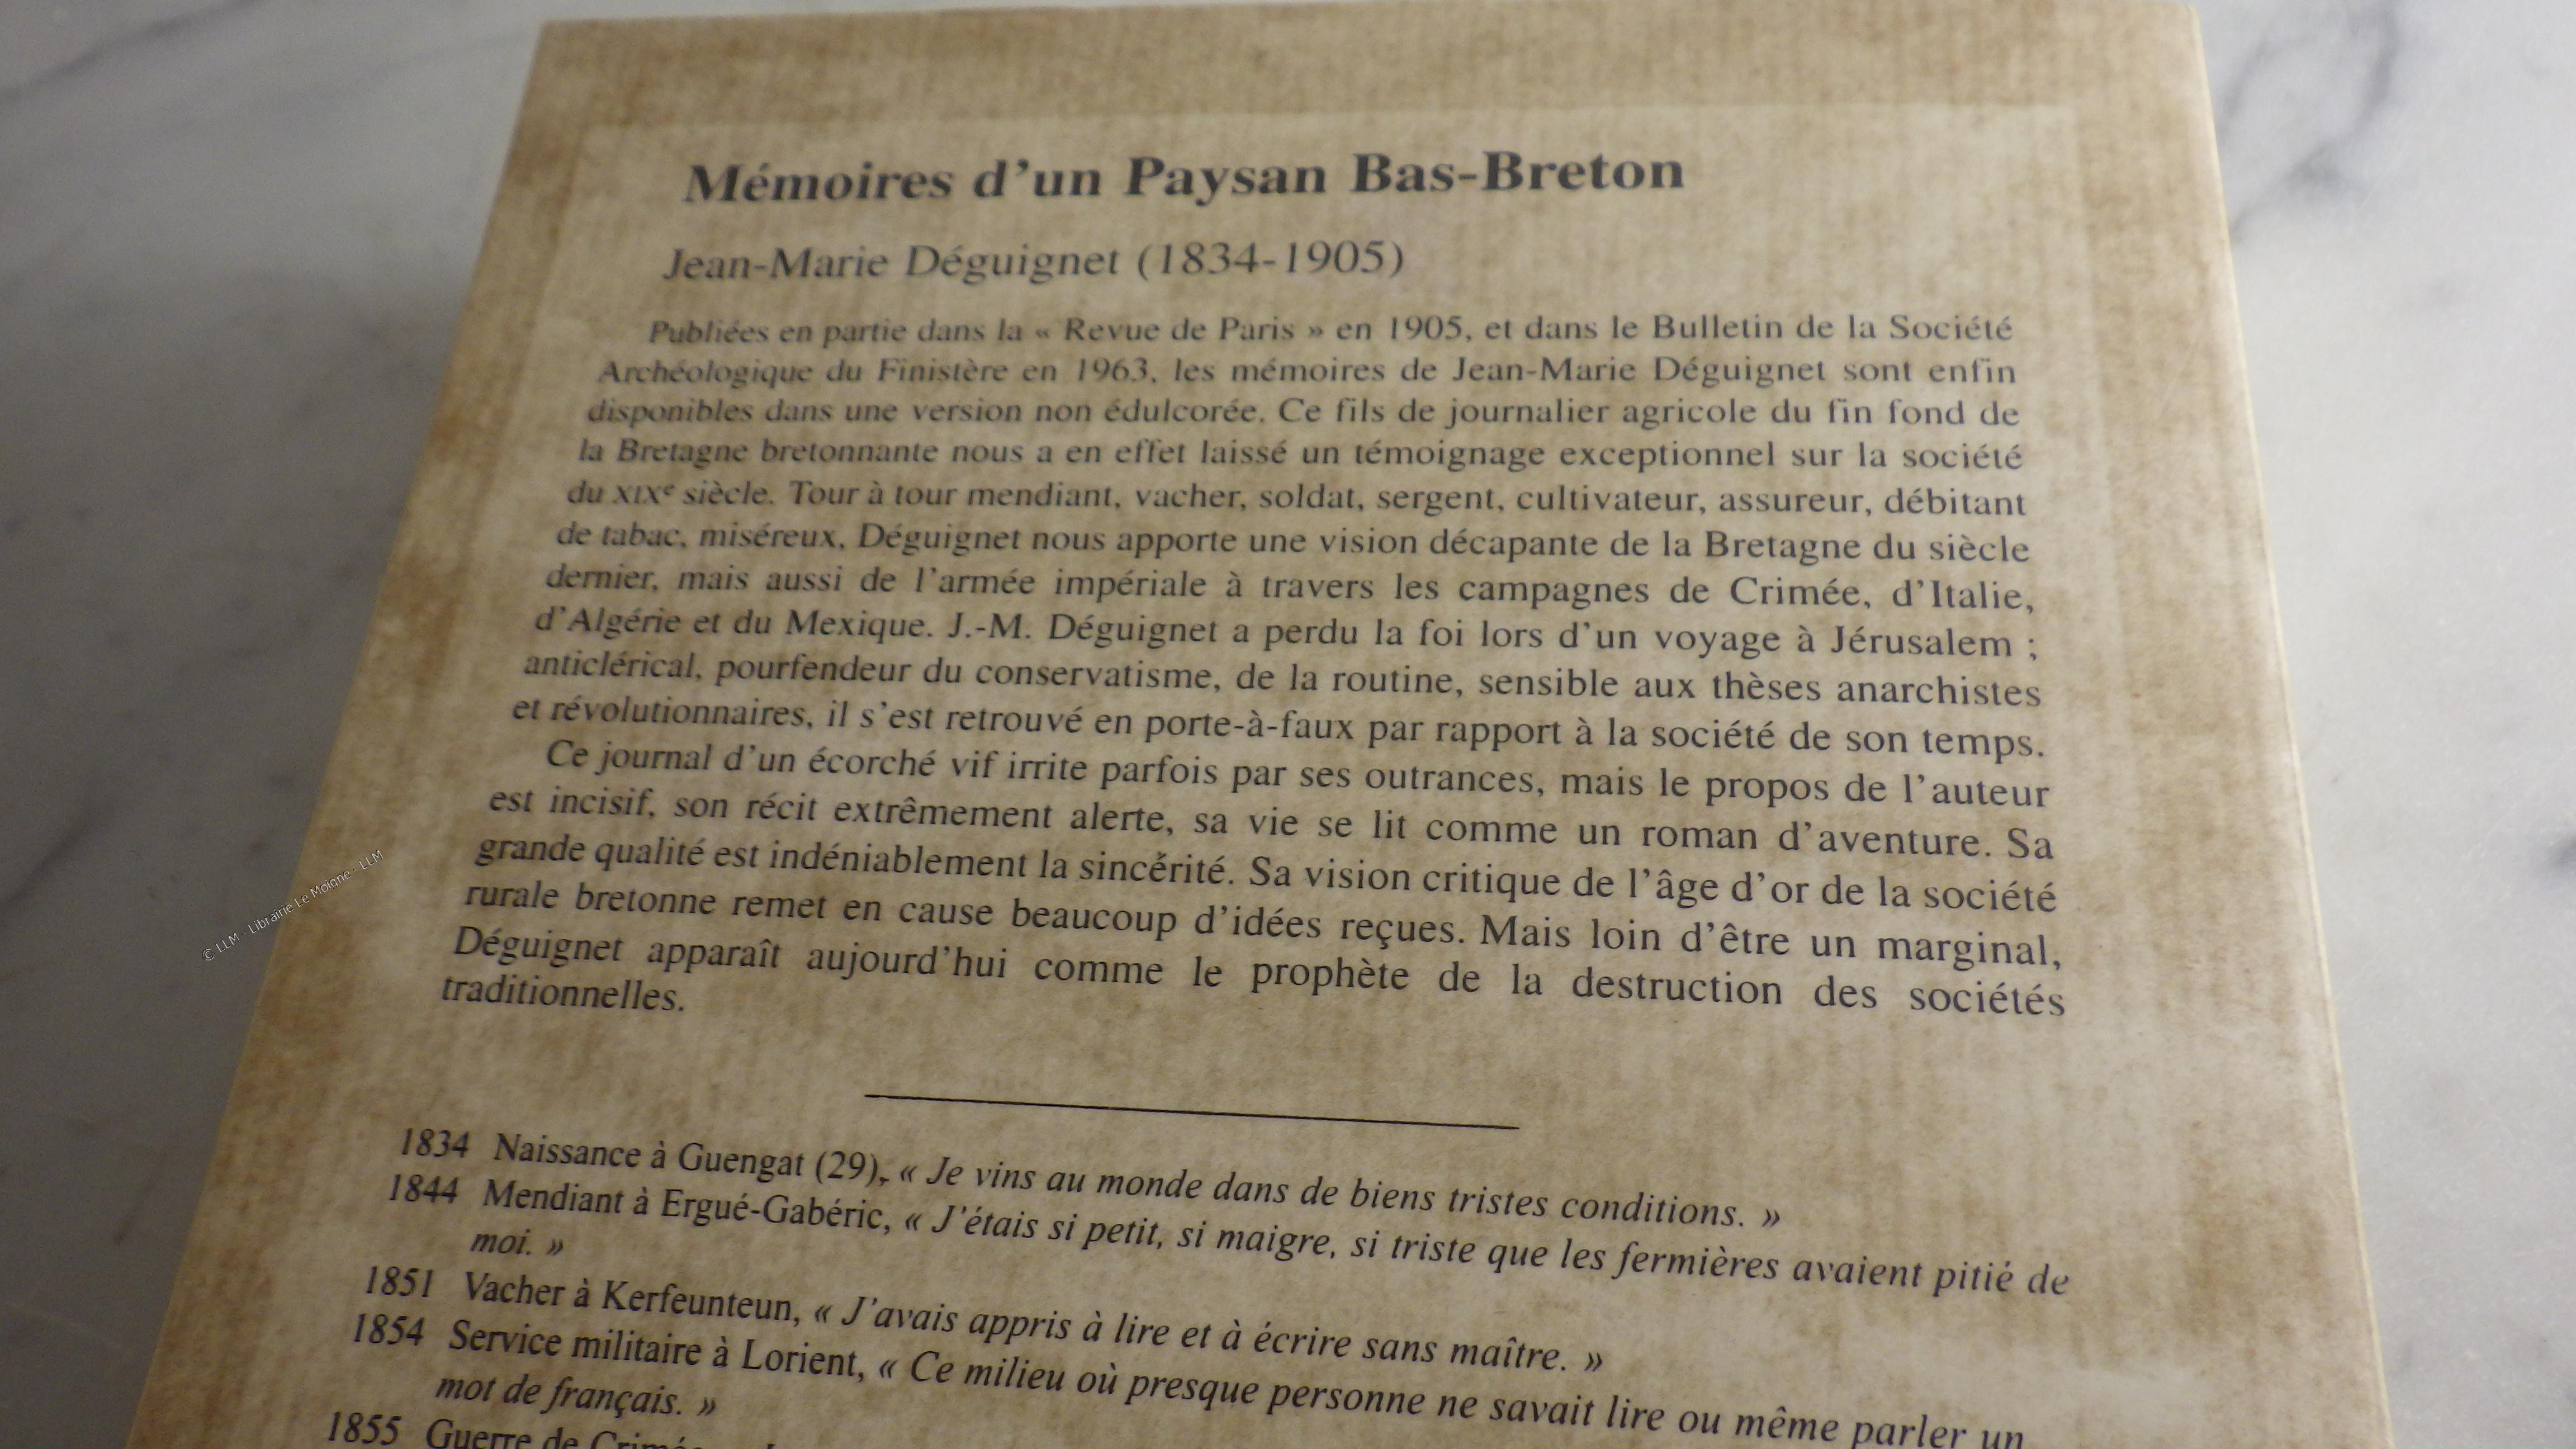 Mémoires d'un Paysan Bas-Breton
Jean-Marie Déguignet (1834-1905)
Publiées en partie dans la « Revue de Paris » en 1905, et dans le Bulletin de la Société
Archéologique du Finistère en 1963, les mémoires de Jean-Marie Déguignet sont enfin
disponibles dans une version non édulcorée. Ce fils de journalier agricole du fin fond de
la Bretagne bretonnante nous a en effet laissé un témoignage exceptionnel sur la société
du XIXe siècle. Tour à tour mendiant, vacher, soldat, sergent, cultivateur, assureur, débitant
de tabac, miséreux, Déguignet nous apporte une vision décapante de la Bretagne du siècle
dernier, mais aussi de l'armée impériale à travers les campagnes de Crimée, d'Italie,
d'Algérie et du Mexique. J.-M. Déguignet a perdu la foi lors d'un voyage à Jérusalem ;
anticlérical, pourfendeur du conservatisme, de la routine, sensible aux thèses anarchistes
et révolutionnaires, il s'est retrouvé en porte-à-faux par rapport à la société de son temps.
Ce journal d'un écorché vif irrite parfois par ses outrances, mais le propos de l'auteur
est incisif, son récit extrêmement alerte, sa vie se lit comme un roman d'aventure. Sa
grande qualité est indéniablement la sincérité. Sa vision critique de l'âge d'or de la société
rurale bretonne remet en cause beaucoup d'idées reçues. Mais loin d'être un marginal,
Déguignet apparaît aujourd'hui comme le prophète de la destruction des sociétés
traditionnelles.
1834 Naissance à Guengat (29), « Je vins au monde dans de biens tristes conditions. »
1844 Mendiant à Ergué-Gabéric, « J'étais si petit, si maigre, si triste que les fermières avaient pitié de
moi. »
1851 Vacher à Kerfeunteun, « J'avais appris à lire et à écrire sans maître. »
1854 Service militaire à Lorient, « Ce milieu où presque personne ne savait lire ou même parler un
mot de français. »
1855 Guerre de Crimée
© LLM - Librairie Le Moigne - LLM